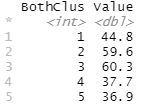 BothClus Value
* <int> <dbl>
1 1 44.8
2 2 59.6
3 3 60.3
4 4 37.7
5 5 36.9